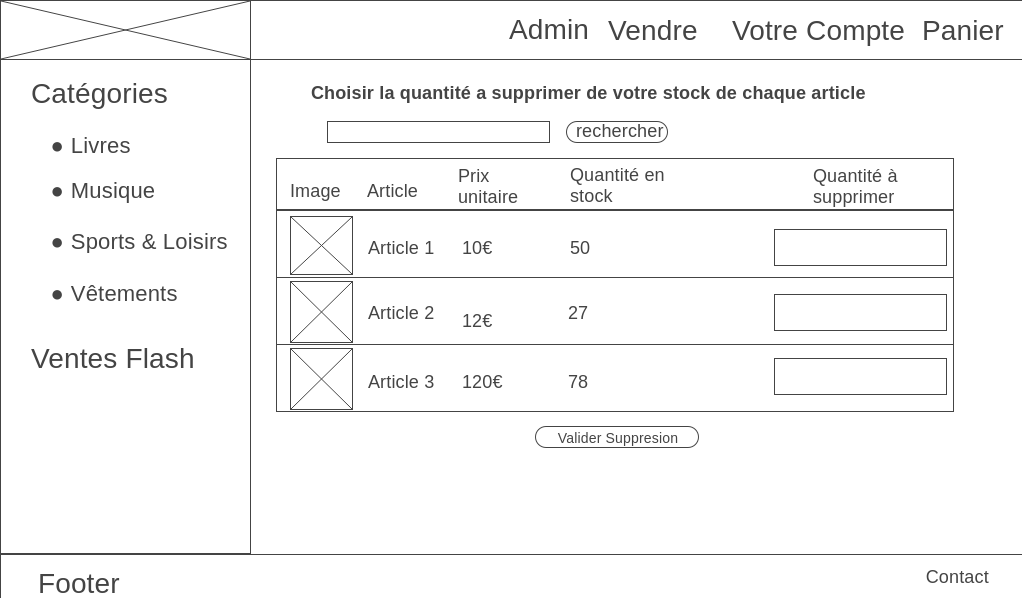 Admin Vendre Votre Compte Panier
Catégories
● Livres
● Musique
● Sports & Loisirs
● Vêtements
Ventes Flash
Choisir la quantité a supprimer de votre stock de chaque article
rechercher
Image Article Prix unitaire Quantité en stock Quantité à supprimer
Article 1 10€ 50
Article 2 12€ 27
Article 3 120€ 78
Valider Suppresion
Footer
Contact